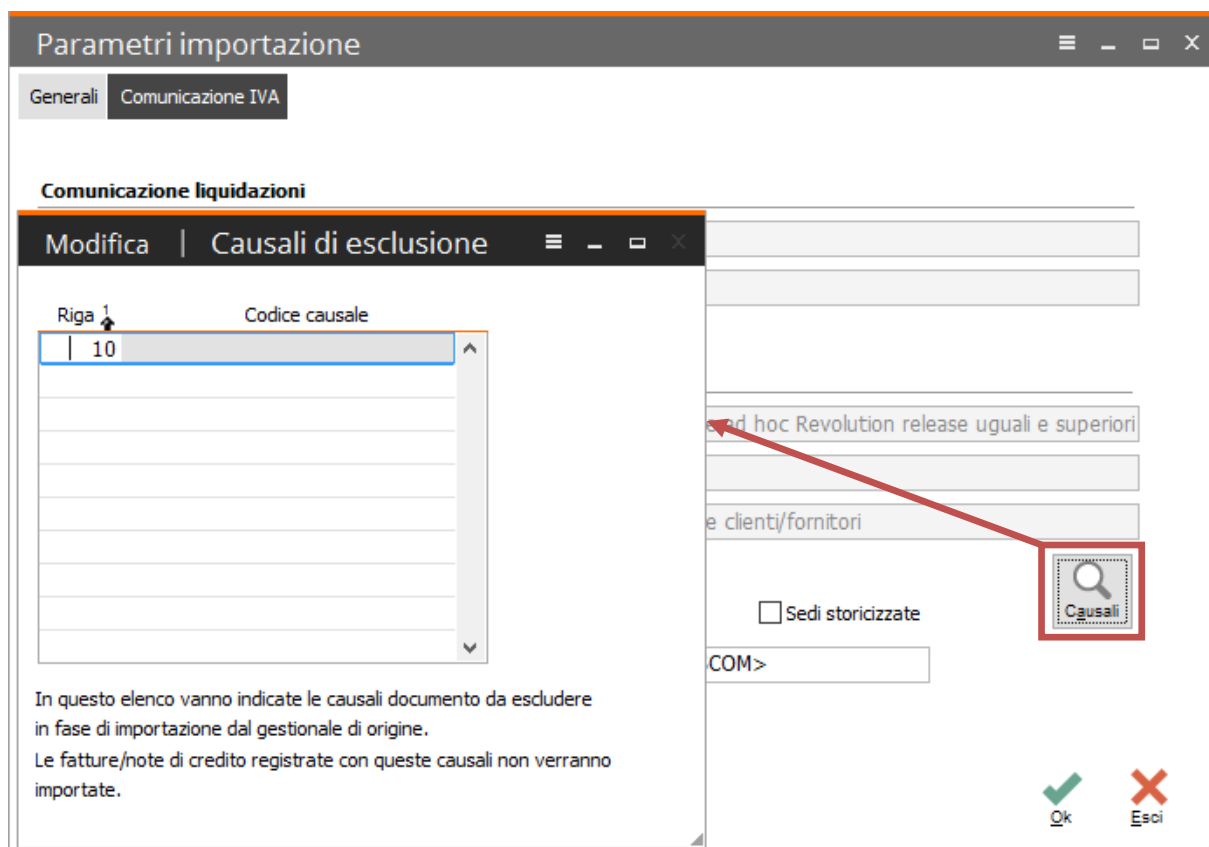 Parametri importazione
Generali Comunicazione IVA
Comunicazione liquidazioni
Modifica | Causali di esclusione
Riga 1 Codice causale
10
In questo elenco vanno indicate le causali documento da escludere
in fase di importazione dal gestionale di origine.
Le fatture/note di credito registrate con queste causali non verranno
importate.
ad hoc Revolution release uguali e superiori
e clienti/fornitori
Sedi storicizzate
Causali
COM>
Ok Esci